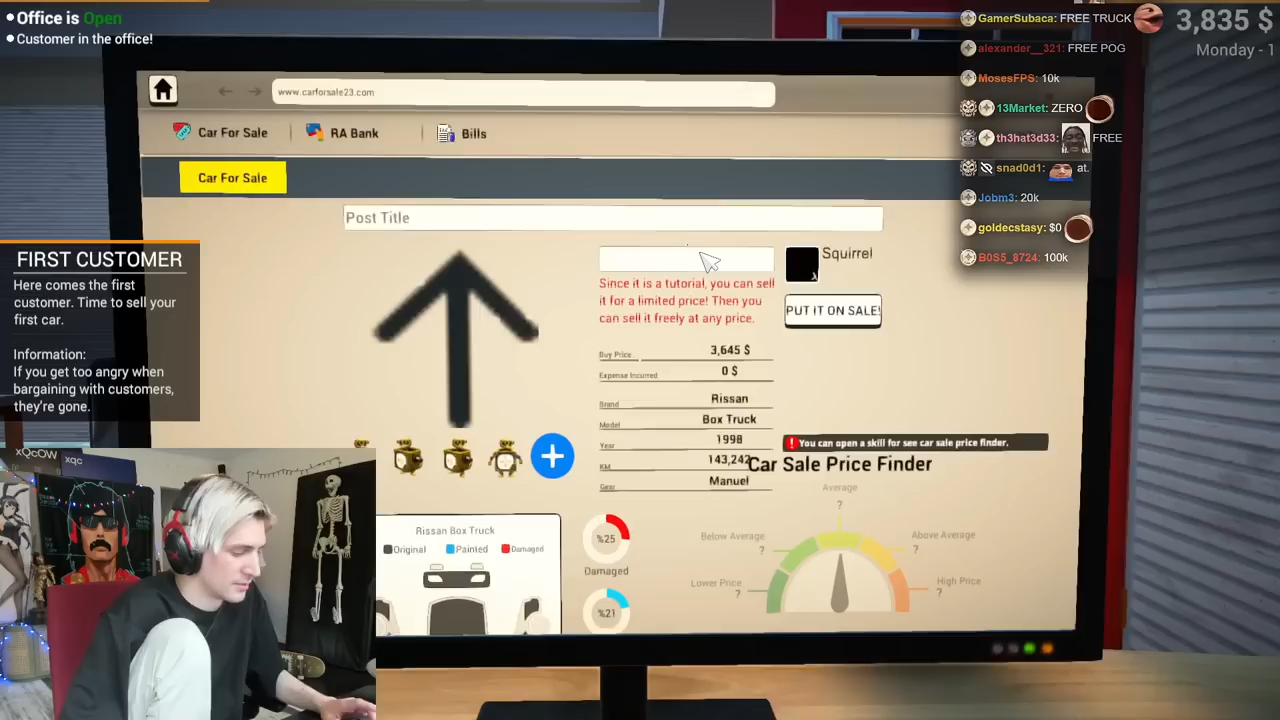 Office is Open
Customer in the office!
GamerSubaca: FREE TRUCK
alexander__321: FREE POG
MosesFPS: 10k
13Market: ZERO
th3hat3d33: FREE
snad0d1: at.
Jobm3: 20k
goldecstasy: $0
B0S5_8724: 100k
3,835 $
Monday - 1
www.carforsale23.com
Car For Sale
RA Bank
Bills
Car For Sale
Post Title
FIRST CUSTOMER
Here comes the first
customer. Time to sell your
first car.
Information:
If you get too angry when
bargaining with customers,
they're gone.
Squirrel
Since it is a tutorial, you can sell
it for a limited price! Then you
can sell it freely at any price.
PUT IT ON SALE!
Buy Price 3,645 $
Expense Incurred 0 $
Brand Rissan
Model Box Truck
Year 1998
KM 143,242
Gear Manuel
! You can open a skill for see car sale price finder.
Car Sale Price Finder
Average
?
Below Average
?
Above Average
?
Lower Price
?
High Price
?
Rissan Box Truck
Original Painted Damaged
%25
Damaged
%21
xQcOW xqc